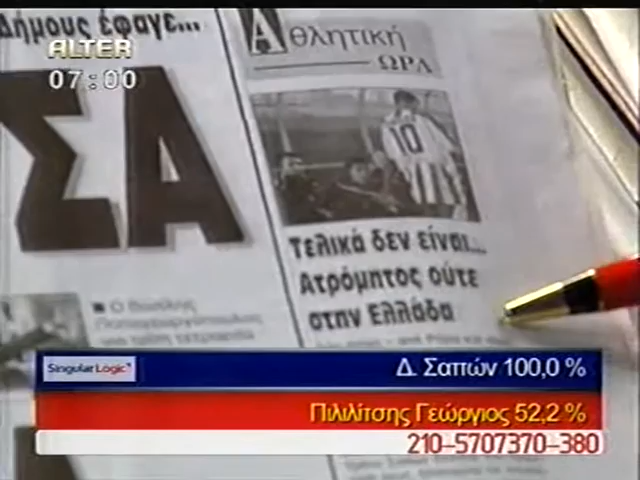 Δήμους έφαγε...
ALTER
07:00
ΣΑ
Αθλητική
ΩΡΑ
10
Τελικά δεν είναι...
Ατρόμητος ούτε
στην Ελλάδα
Ο Βασίλης
SingularLogic
Δ. Σαπών 100,0 %
Πιλιλίτσης Γεώργιος 52,2 %
210-5707370-380